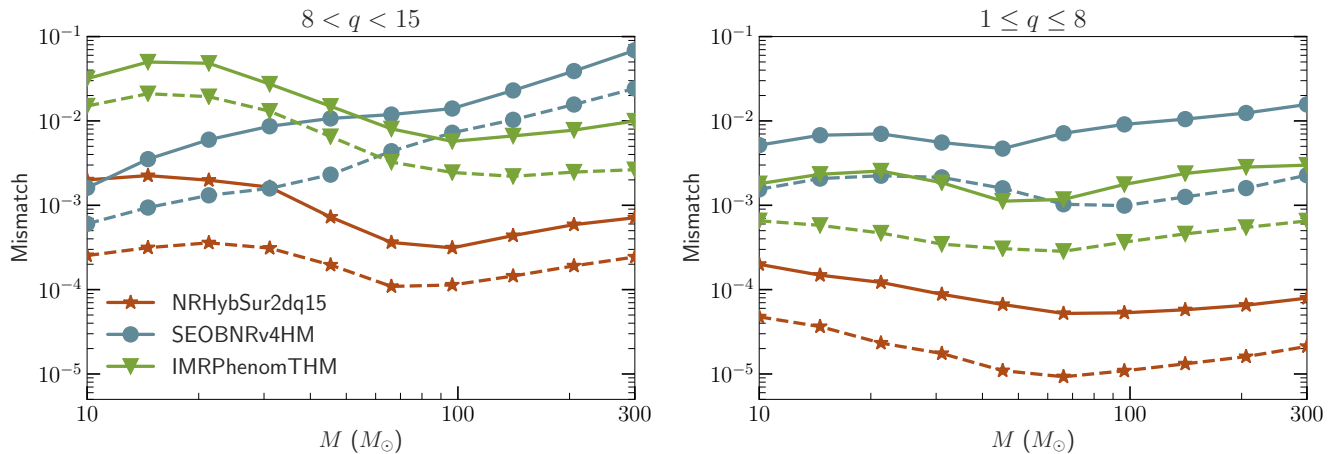 8 < q < 15
10⁻¹
10⁻²
10⁻³
10⁻⁴
10⁻⁵
Mismatch
NRHybSur2dq15
SEOBNRv4HM
IMRPhenomTHM
10
100
300
M (M⊙)
1 ≤ q ≤ 8
10⁻¹
10⁻²
10⁻³
10⁻⁴
10⁻⁵
Mismatch
10
100
300
M (M⊙)